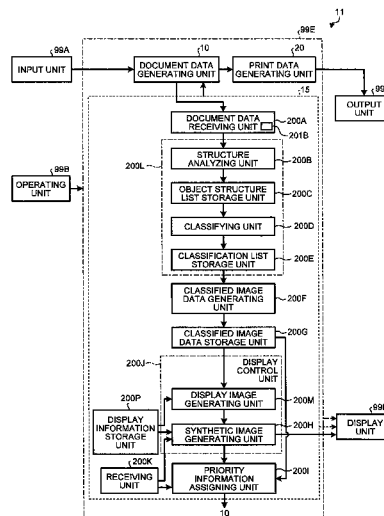 11
99E
99A
10
20
INPUT UNIT
DOCUMENT DATA
GENERATING UNIT
PRINT DATA
GENERATING UNIT
15
OUTPUT
UNIT
DOCUMENT DATA
RECEIVING UNIT
200A
201B
200L
STRUCTURE
ANALYZING UNIT
200B
99B
OPERATING
UNIT
OBJECT STRUCTURE
LIST STORAGE UNIT
200C
CLASSIFYING UNIT
200D
CLASSIFICATION LIST
STORAGE UNIT
200E
CLASSIFIED IMAGE
DATA GENERATING
UNIT
200F
CLASSIFIED IMAGE
DATA STORAGE UNIT
200G
200J
DISPLAY
CONTROL
UNIT
200P
DISPLAY IMAGE
GENERATING UNIT
200M
DISPLAY
INFORMATION
STORAGE
UNIT
SYNTHETIC IMAGE
GENERATING UNIT
200H
DISPLAY
UNIT
200K
RECEIVING
UNIT
PRIORITY
INFORMATION
ASSIGNING UNIT
200I
10